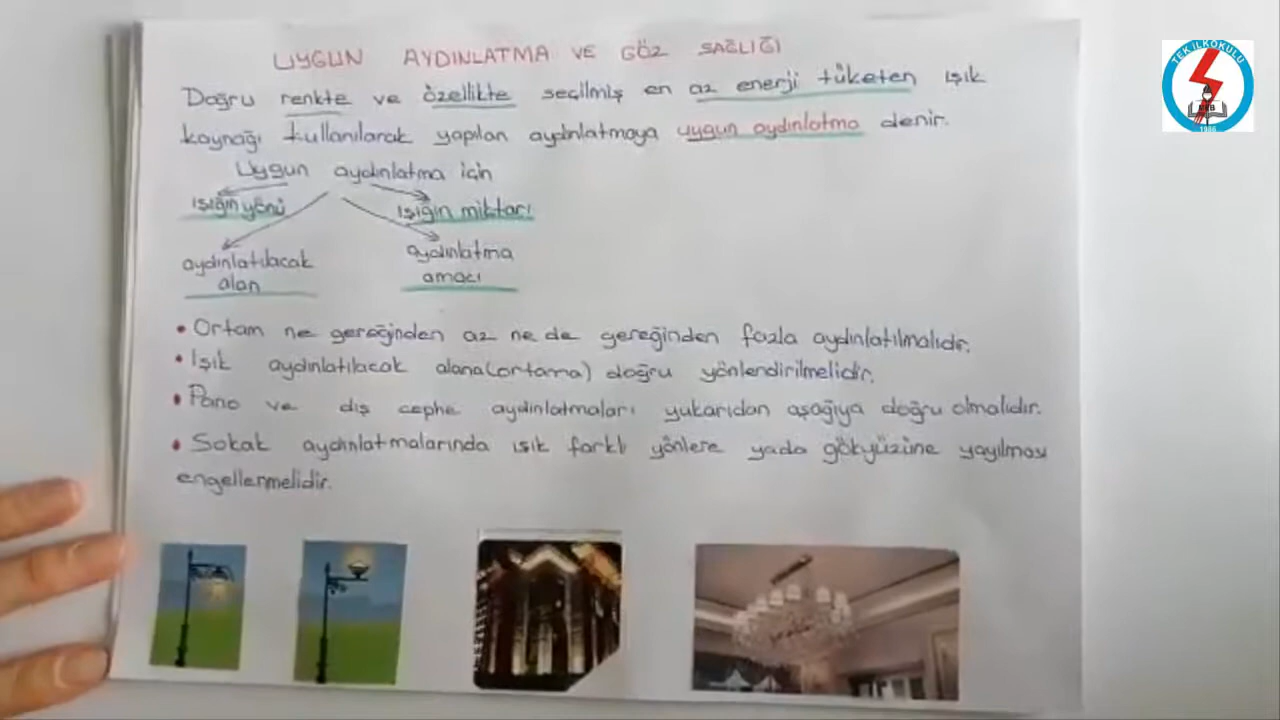 UYGUN AYDINLATMA VE GÖZ SAĞLIĞI
Doğru renkte ve özellikte seçilmiş en az enerji tüketen ışık
kaynağı kullanılarak yapılan aydınlatmaya uygun aydınlatma denir.
Uygun aydınlatma için
ışığın yönü
ışığın miktarı
aydınlatılacak
alan
aydınlatma
amacı
• Ortam ne gereğinden az ne de gereğinden fazla aydınlatılmalıdır.
• Işık aydınlatılacak alana (ortama) doğru yönlendirilmelidir.
• Pano ve dış cephe aydınlatmaları yukarıdan aşağıya doğru olmalıdır.
• Sokak aydınlatmalarında ışık farklı yönlere yada gökyüzüne yayılması
engellenmelidir.
TEK İLKOKULU
1986